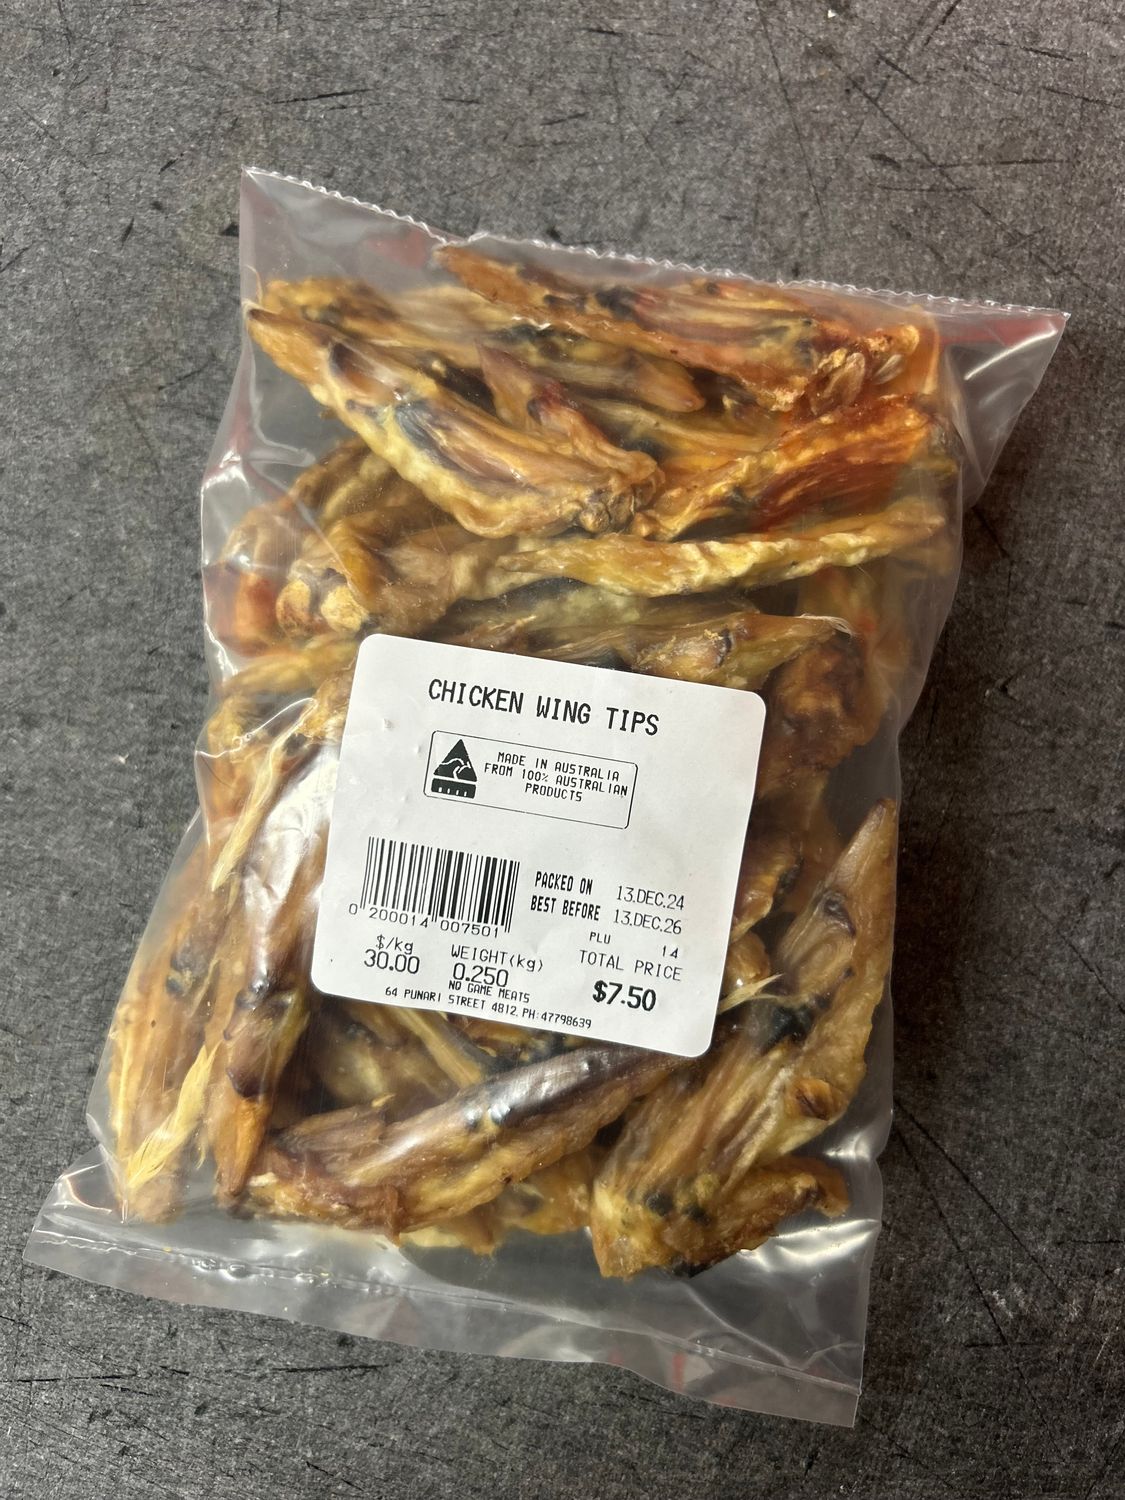 CHICKEN WING TIPS
MADE IN AUSTRALIA
FROM 100% AUSTRALIAN
PRODUCTS
0 200014 007501
PACKED ON 13.DEC.24
BEST BEFORE 13.DEC.26
PLU 14
$/kg WEIGHT(kg) TOTAL PRICE
30.00 0.250 $7.50
NO GAME MEATS
64 PUNARI STREET 4812. PH:47798639